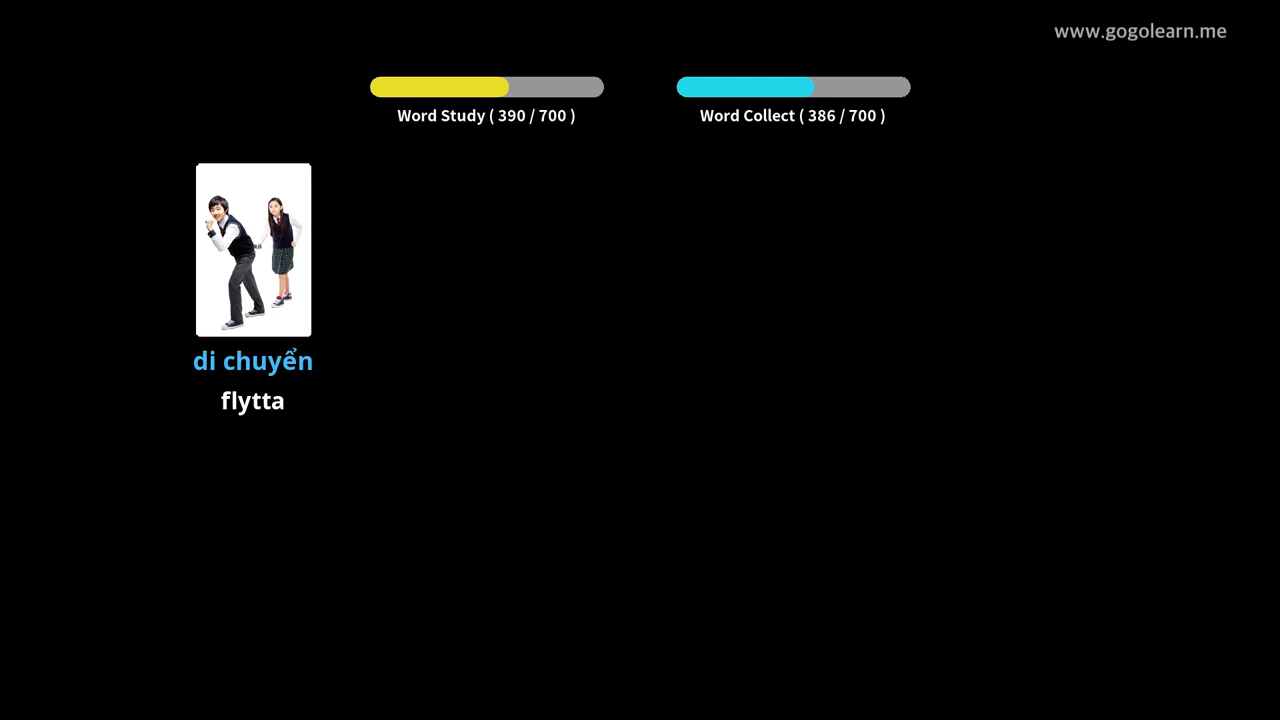 www.gogolearn.me
Word Study ( 390 / 700 )
Word Collect ( 386 / 700 )
di chuyển
flytta